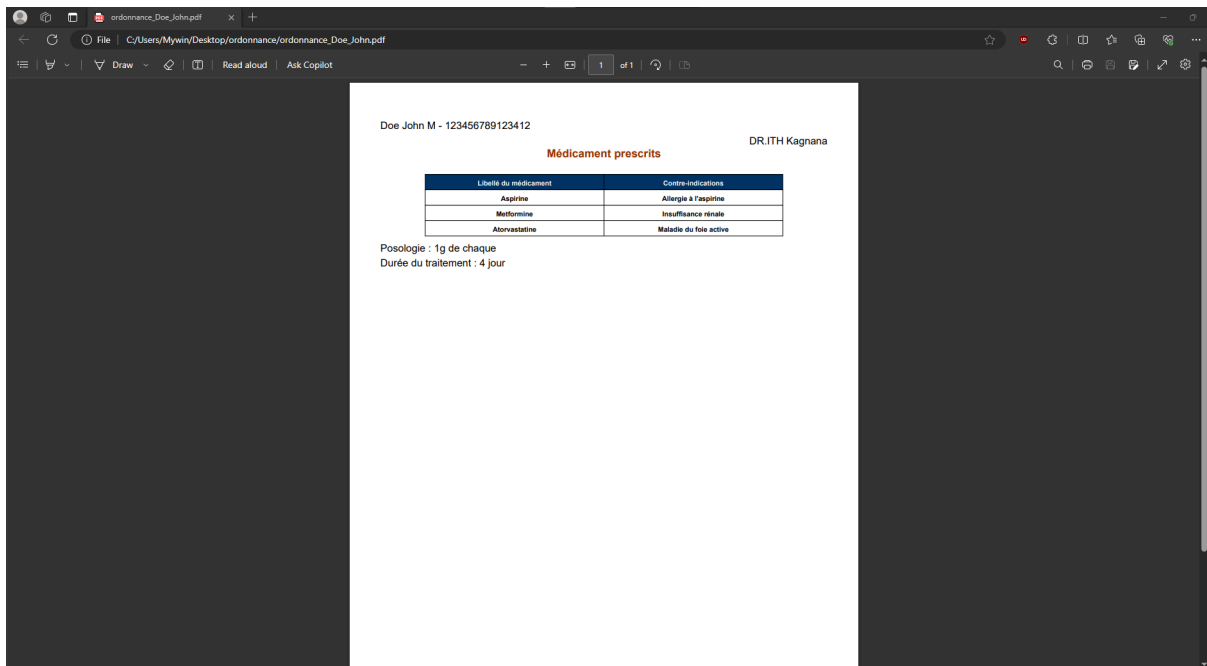 ordonnance_Doe_John.pdf
File C:/Users/Mywin/Desktop/ordonnance/ordonnance_Doe_John.pdf
Draw Read aloud Ask Copilot 1 of 1
Doe John M - 123456789123412
DR.ITH Kagnana
Médicament prescrits
Libellé du médicament Contre-indications
Aspirine Allergie à l'aspirine
Metformine Insuffisance rénale
Atorvastatine Maladie du foie active
Posologie : 1g de chaque
Durée du traitement : 4 jour